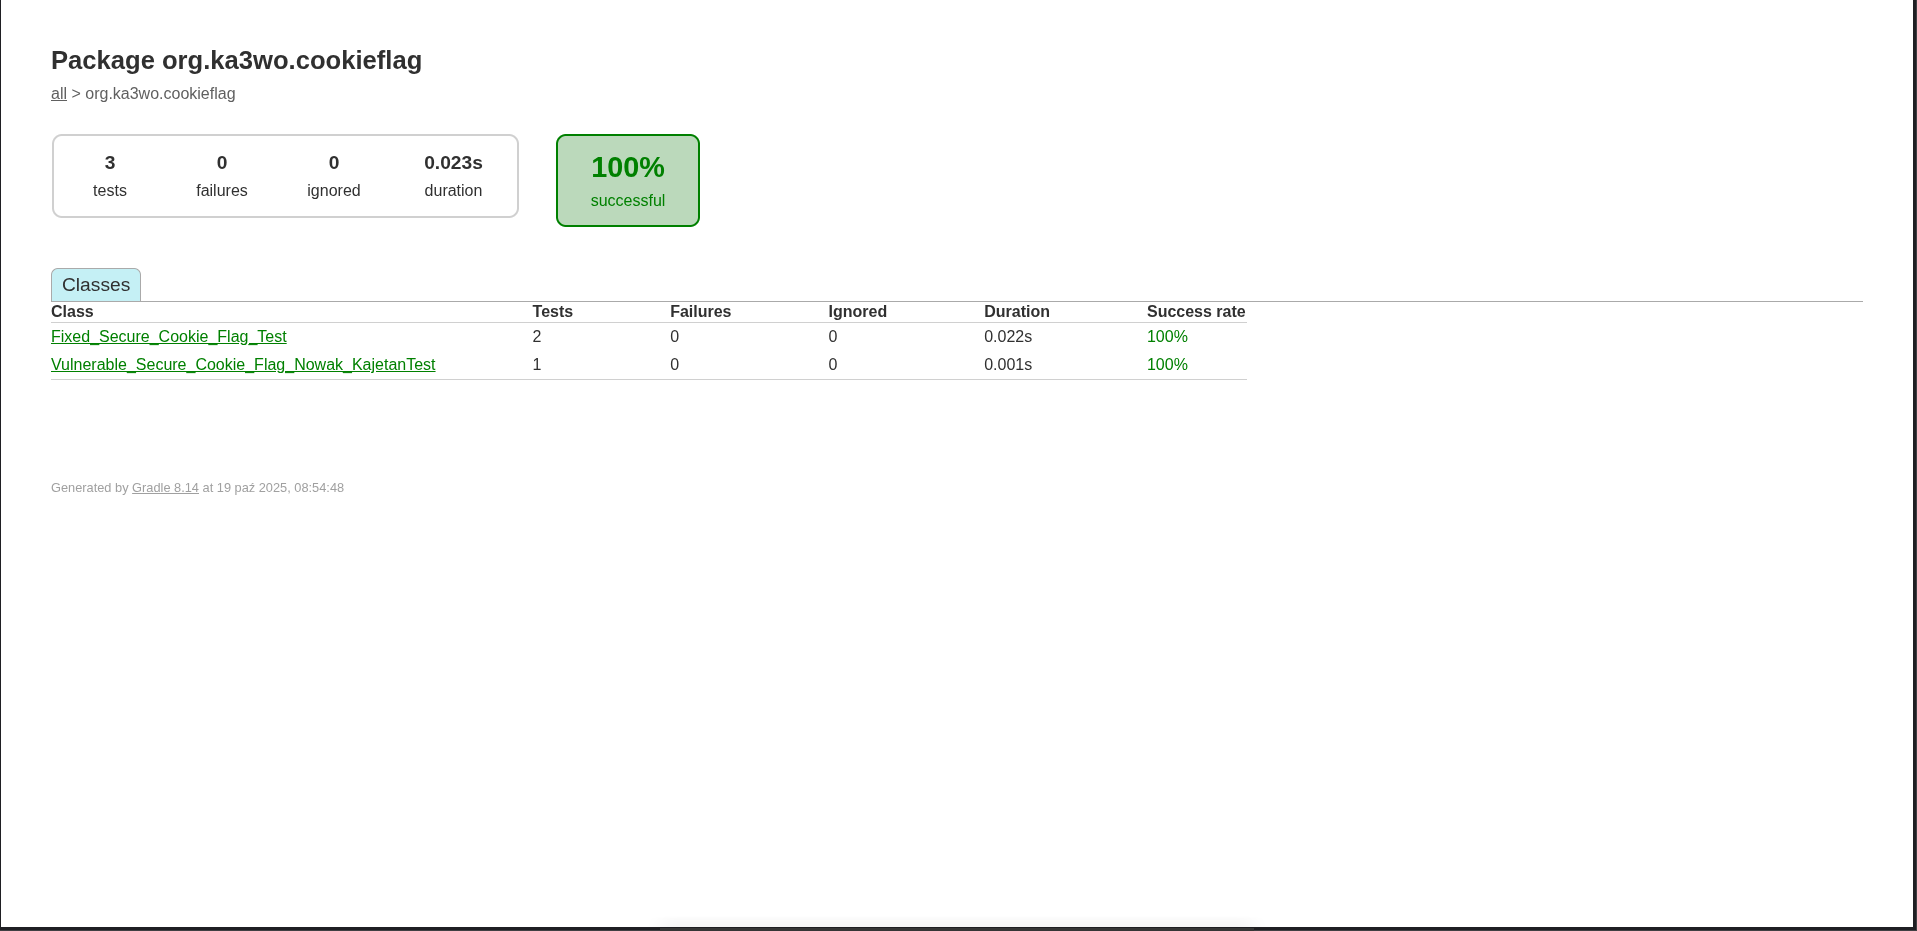 Package org.ka3wo.cookieflag
all > org.ka3wo.cookieflag
3 0 0 0.023s 100%
tests failures ignored duration successful
Classes
Class Tests Failures Ignored Duration Success rate
Fixed_Secure_Cookie_Flag_Test 2 0 0 0.022s 100%
Vulnerable_Secure_Cookie_Flag_Nowak_KajetanTest 1 0 0 0.001s 100%
Generated by Gradle 8.14 at 19 paź 2025, 08:54:48